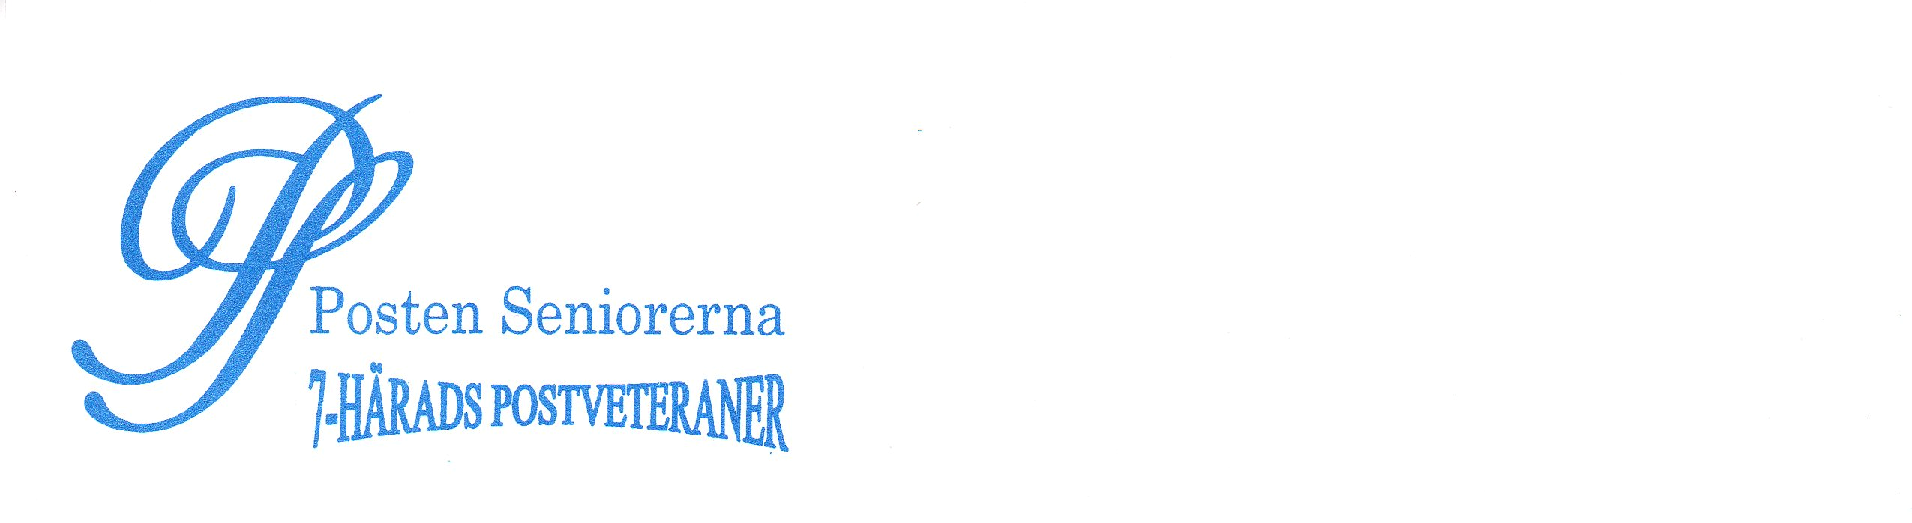 Posten Seniorerna
7-HÄRADS POSTVETERANER